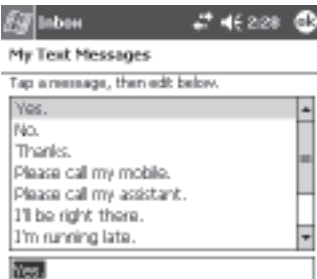 Inbox 2:28 ok
My Text Messages
Tap a message, then edit below.
Yes.
No.
Thanks.
Please call my mobile.
Please call my assistant.
I'll be right there.
I'm running late.
Yes.